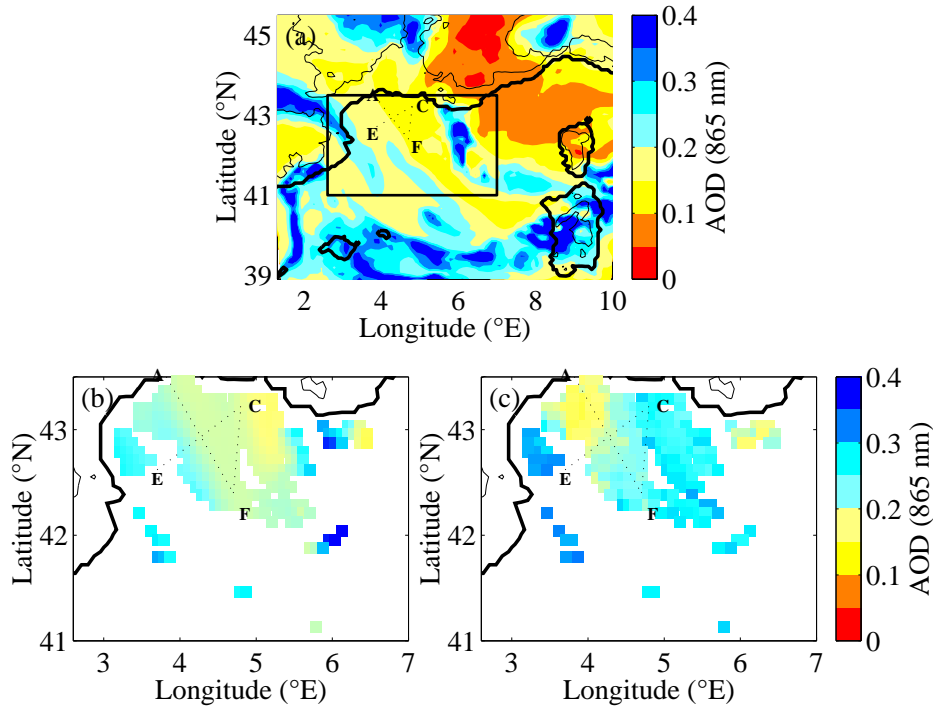 (a)
45
43
41
39
Latitude (°N)
A
C
E
F
2
4
6
8
10
Longitude (°E)
0.4
0.3
0.2
0.1
0
AOD (865 nm)
(b)
43
42
41
Latitude (°N)
A
C
E
F
3
4
5
6
7
Longitude (°E)
(c)
43
42
41
Latitude (°N)
A
C
E
F
3
4
5
6
7
Longitude (°E)
0.4
0.3
0.2
0.1
0
AOD (865 nm)